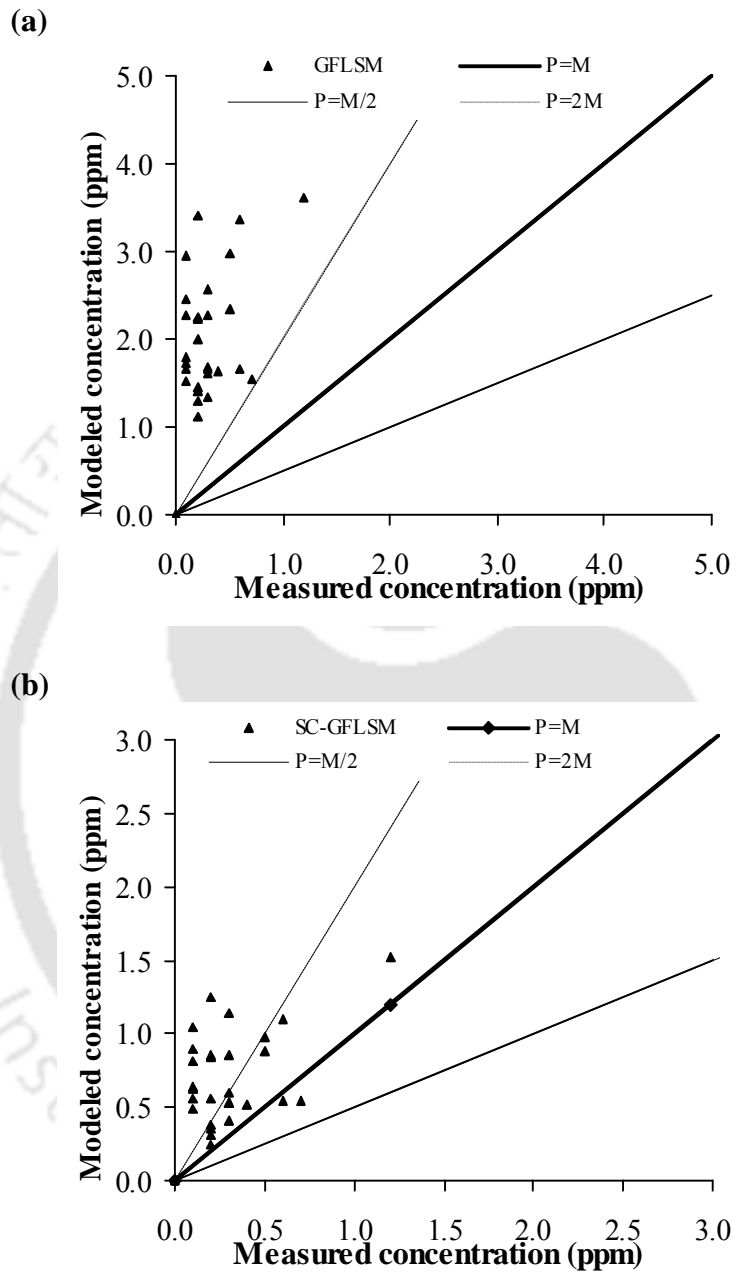 (a)
GFLSM P=M
P=M/2 P=2M
5.0
4.0
3.0
2.0
1.0
0.0
Modeled concentration (ppm)
0.0 1.0 2.0 3.0 4.0 5.0
Measured concentration (ppm)
(b)
SC-GFLSM P=M
P=M/2 P=2M
3.0
2.5
2.0
1.5
1.0
0.5
0.0
Modeled concentration (ppm)
0.0 0.5 1.0 1.5 2.0 2.5 3.0
Measured concentration (ppm)